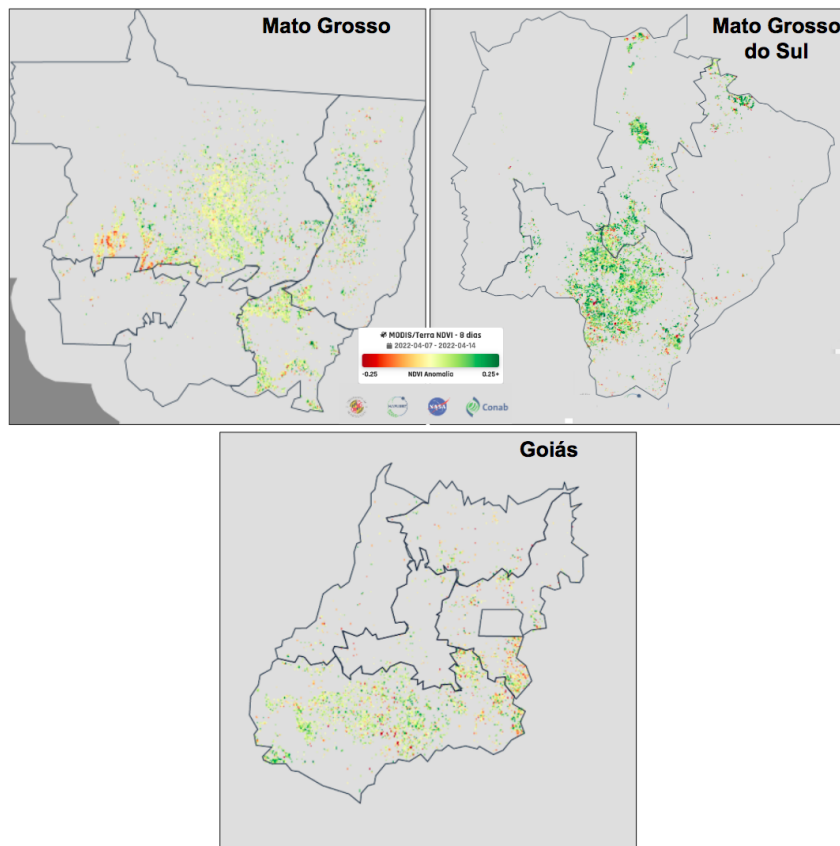 Mato Grosso
Mato Grosso
do Sul
MODIS/Terra NDVI - 8 dias
2022-04-07 - 2022-04-14
-0.25 NDVI Anomalia 0.25+
NASA
Conab
Goiás